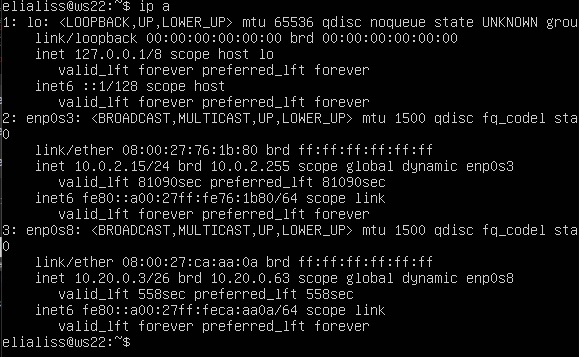 elialiss@ws22:~$ ip a
1: lo: <LOOPBACK,UP,LOWER_UP> mtu 65536 qdisc noqueue state UNKNOWN grou
link/loopback 00:00:00:00:00:00 brd 00:00:00:00:00:00
inet 127.0.0.1/8 scope host lo
valid_lft forever preferred_lft forever
inet6 ::1/128 scope host
valid_lft forever preferred_lft forever
2: enp0s3: <BROADCAST,MULTICAST,UP,LOWER_UP> mtu 1500 qdisc fq_codel sta
0
link/ether 08:00:27:76:1b:80 brd ff:ff:ff:ff:ff:ff
inet 10.0.2.15/24 brd 10.0.2.255 scope global dynamic enp0s3
valid_lft 81090sec preferred_lft 81090sec
inet6 fe80::a00:27ff:fe76:1b80/64 scope link
valid_lft forever preferred_lft forever
3: enp0s8: <BROADCAST,MULTICAST,UP,LOWER_UP> mtu 1500 qdisc fq_codel sta
0
link/ether 08:00:27:ca:aa:0a brd ff:ff:ff:ff:ff:ff
inet 10.20.0.3/26 brd 10.20.0.63 scope global dynamic enp0s8
valid_lft 558sec preferred_lft 558sec
inet6 fe80::a00:27ff:feca:aa0a/64 scope link
valid_lft forever preferred_lft forever
elialiss@ws22:~$